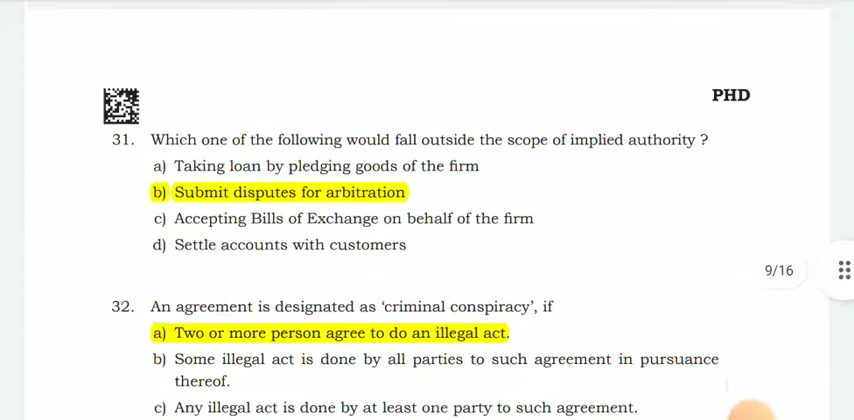 PHD
31. Which one of the following would fall outside the scope of implied authority ?
a) Taking loan by pledging goods of the firm
b) Submit disputes for arbitration
c) Accepting Bills of Exchange on behalf of the firm
d) Settle accounts with customers
9/16
32. An agreement is designated as ‘criminal conspiracy’, if
a) Two or more person agree to do an illegal act.
b) Some illegal act is done by all parties to such agreement in pursuance
thereof.
c) Any illegal act is done by at least one party to such agreement.